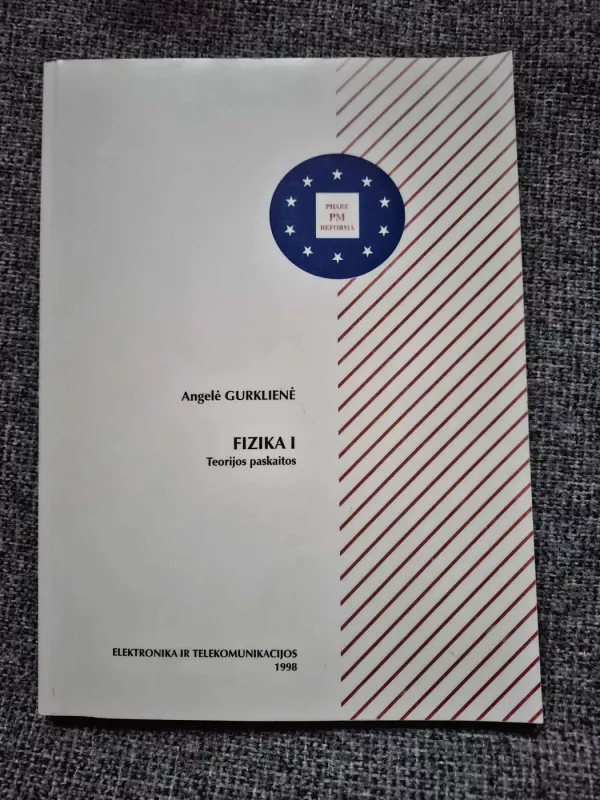 PHARE
PM
REFORMA
Angelė GURKLIENĖ
FIZIKA I
Teorijos paskaitos
ELEKTRONIKA IR TELEKOMUNIKACIJOS
1998